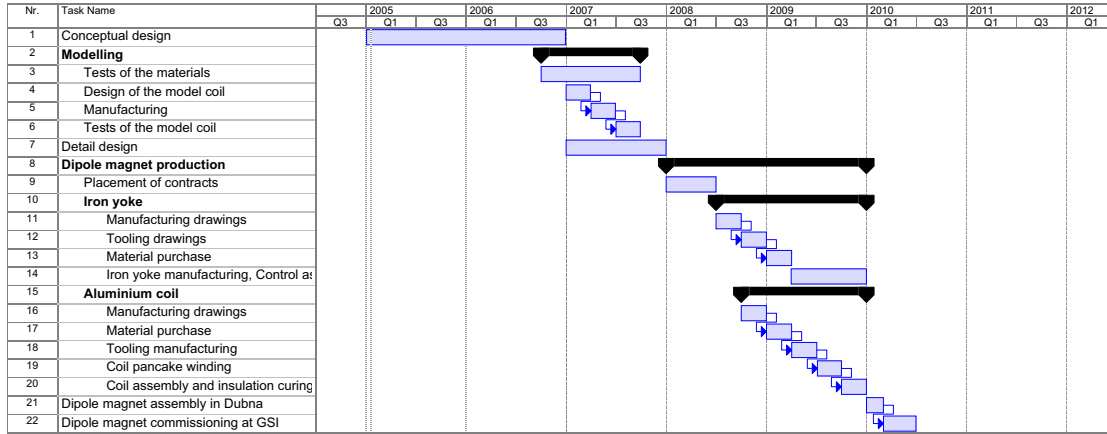 Nr. Task Name 2005 2006 2007 2008 2009 2010 2011 2012
Q3 Q1 Q3 Q1 Q3 Q1 Q3 Q1 Q3 Q1 Q3 Q1 Q3 Q1 Q3 Q1
1 Conceptual design
2 Modelling
3 Tests of the materials
4 Design of the model coil
5 Manufacturing
6 Tests of the model coil
7 Detail design
8 Dipole magnet production
9 Placement of contracts
10 Iron yoke
11 Manufacturing drawings
12 Tooling drawings
13 Material purchase
14 Iron yoke manufacturing, Control as
15 Aluminium coil
16 Manufacturing drawings
17 Material purchase
18 Tooling manufacturing
19 Coil pancake winding
20 Coil assembly and insulation curing
21 Dipole magnet assembly in Dubna
22 Dipole magnet commissioning at GSI